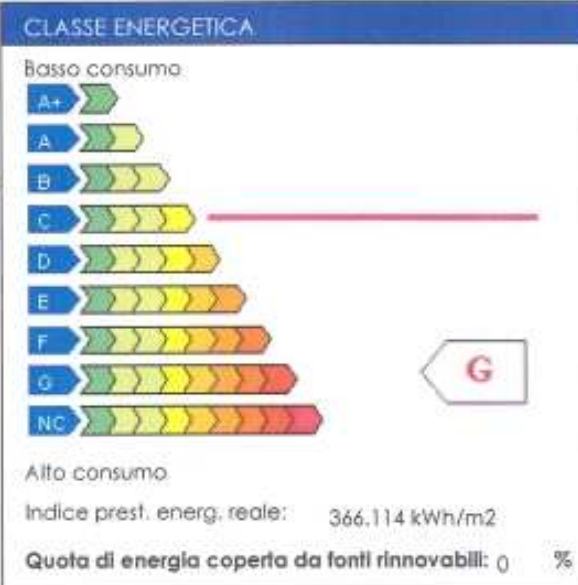 CLASSE ENERGETICA
Basso consumo
A+
A
B
C
D
E
F
G
G
NC
Alto consumo
Indice prest. energ. reale: 366.114 kWh/m2
Quota di energia coperta da fonti rinnovabili: 0 %